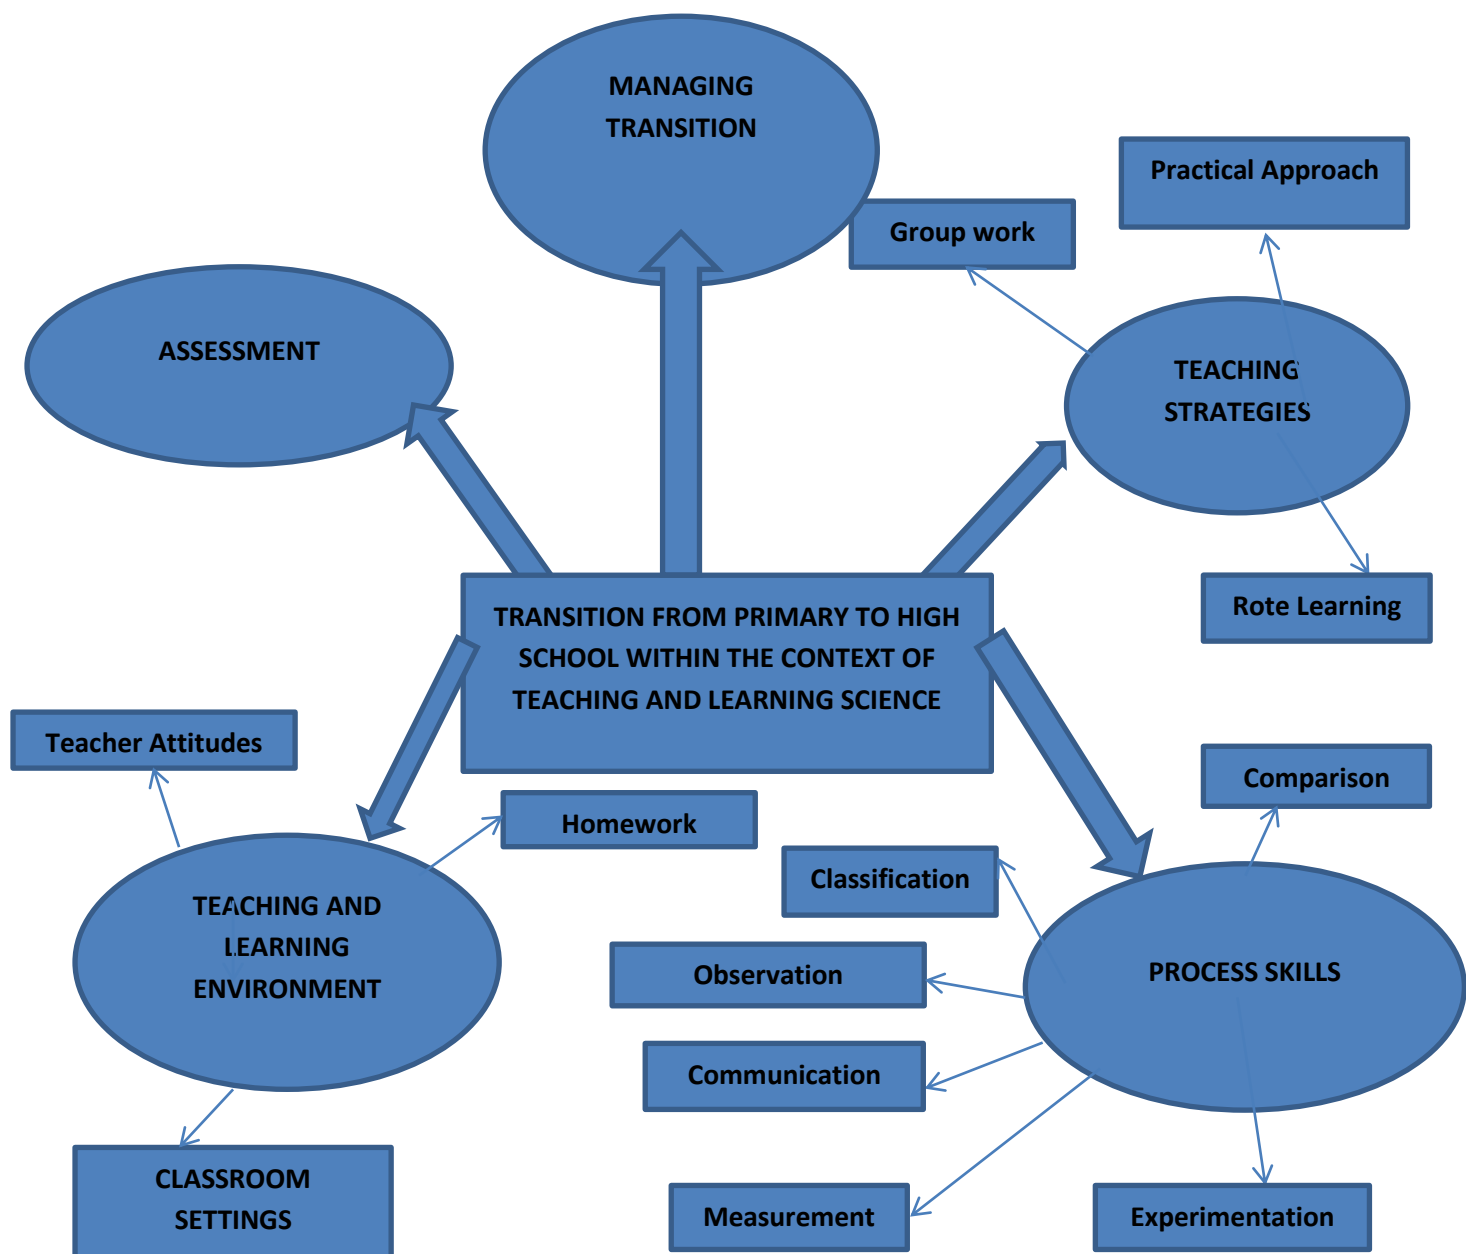 MANAGING
TRANSITION
Practical Approach
Group work
ASSESSMENT
TEACHING
STRATEGIES
Rote Learning
TRANSITION FROM PRIMARY TO HIGH
SCHOOL WITHIN THE CONTEXT OF
TEACHING AND LEARNING SCIENCE
Teacher Attitudes
Homework
Comparison
Classification
TEACHING AND
LEARNING
ENVIRONMENT
Observation
PROCESS SKILLS
Communication
CLASSROOM
SETTINGS
Measurement
Experimentation